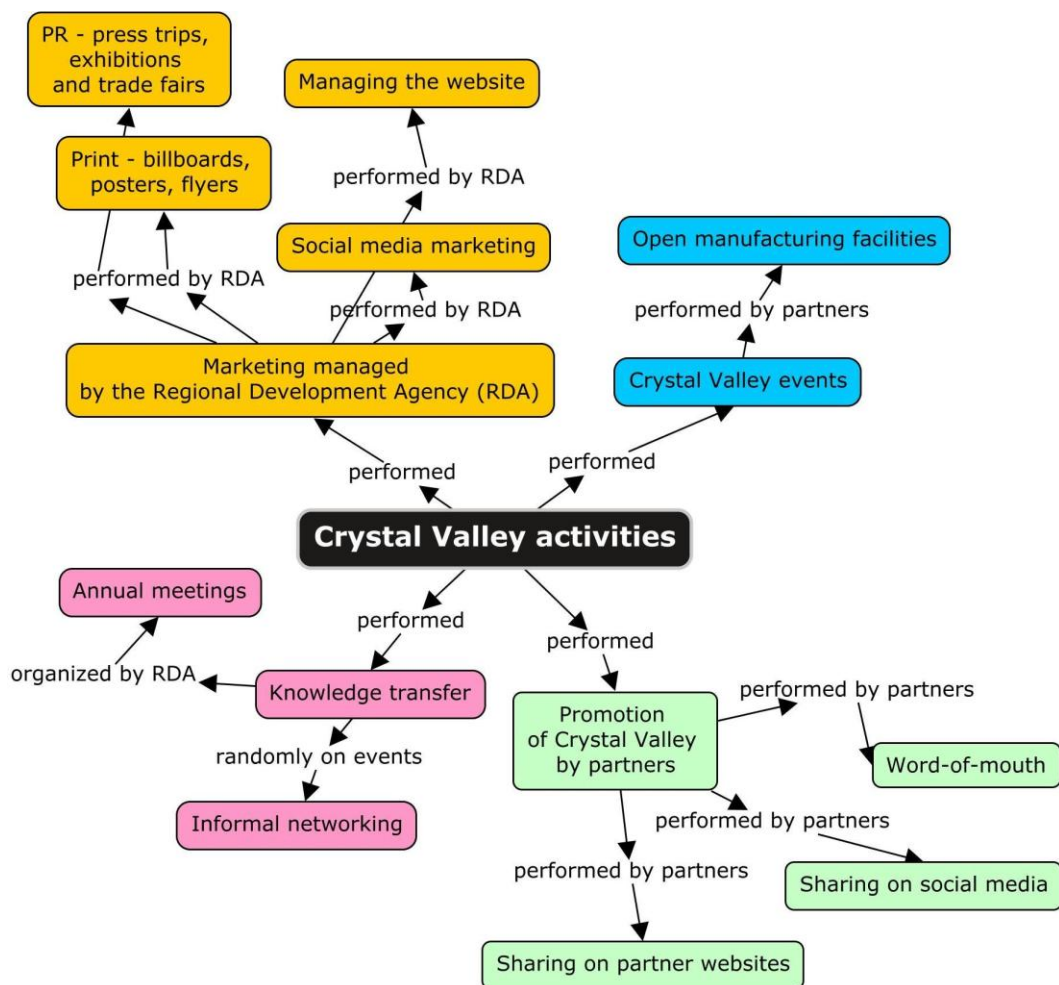 PR - press trips,
exhibitions
and trade fairs
Managing the website
Print - billboards,
posters, flyers
performed by RDA
Social media marketing
Open manufacturing facilities
performed by RDA
performed by RDA
performed by partners
Marketing managed
by the Regional Development Agency (RDA)
Crystal Valley events
performed
performed
Crystal Valley activities
Annual meetings
performed
performed
organized by RDA
Knowledge transfer
performed by partners
Promotion
of Crystal Valley
by partners
randomly on events
Word-of-mouth
Informal networking
performed by partners
performed by partners
Sharing on social media
Sharing on partner websites